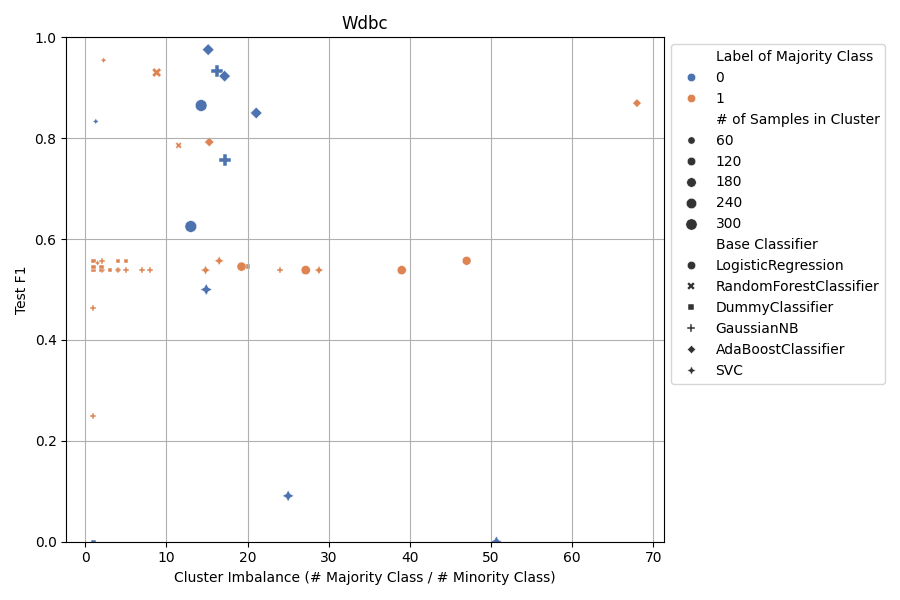 Wdbc
1.0
0.8
0.6
0.4
0.2
0.0
Test F1
0 10 20 30 40 50 60 70
Cluster Imbalance (# Majority Class / # Minority Class)
Label of Majority Class
0
1
# of Samples in Cluster
60
120
180
240
300
Base Classifier
LogisticRegression
RandomForestClassifier
DummyClassifier
GaussianNB
AdaBoostClassifier
SVC